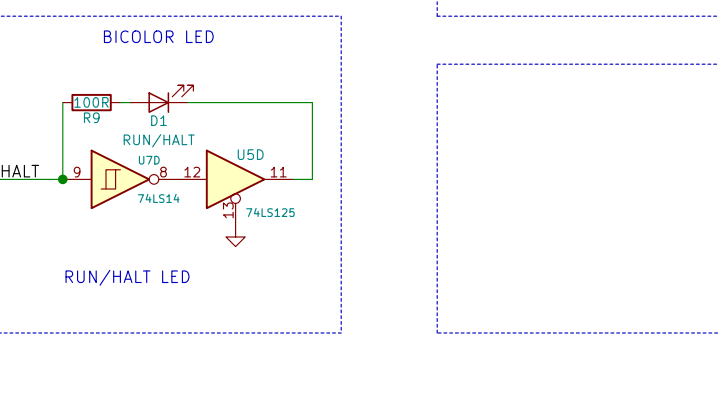 BICOLOR LED
100R
R9
D1
RUN/HALT
HALT
9
U7D
8
74LS14
12
U5D
11
13
74LS125
RUN/HALT LED